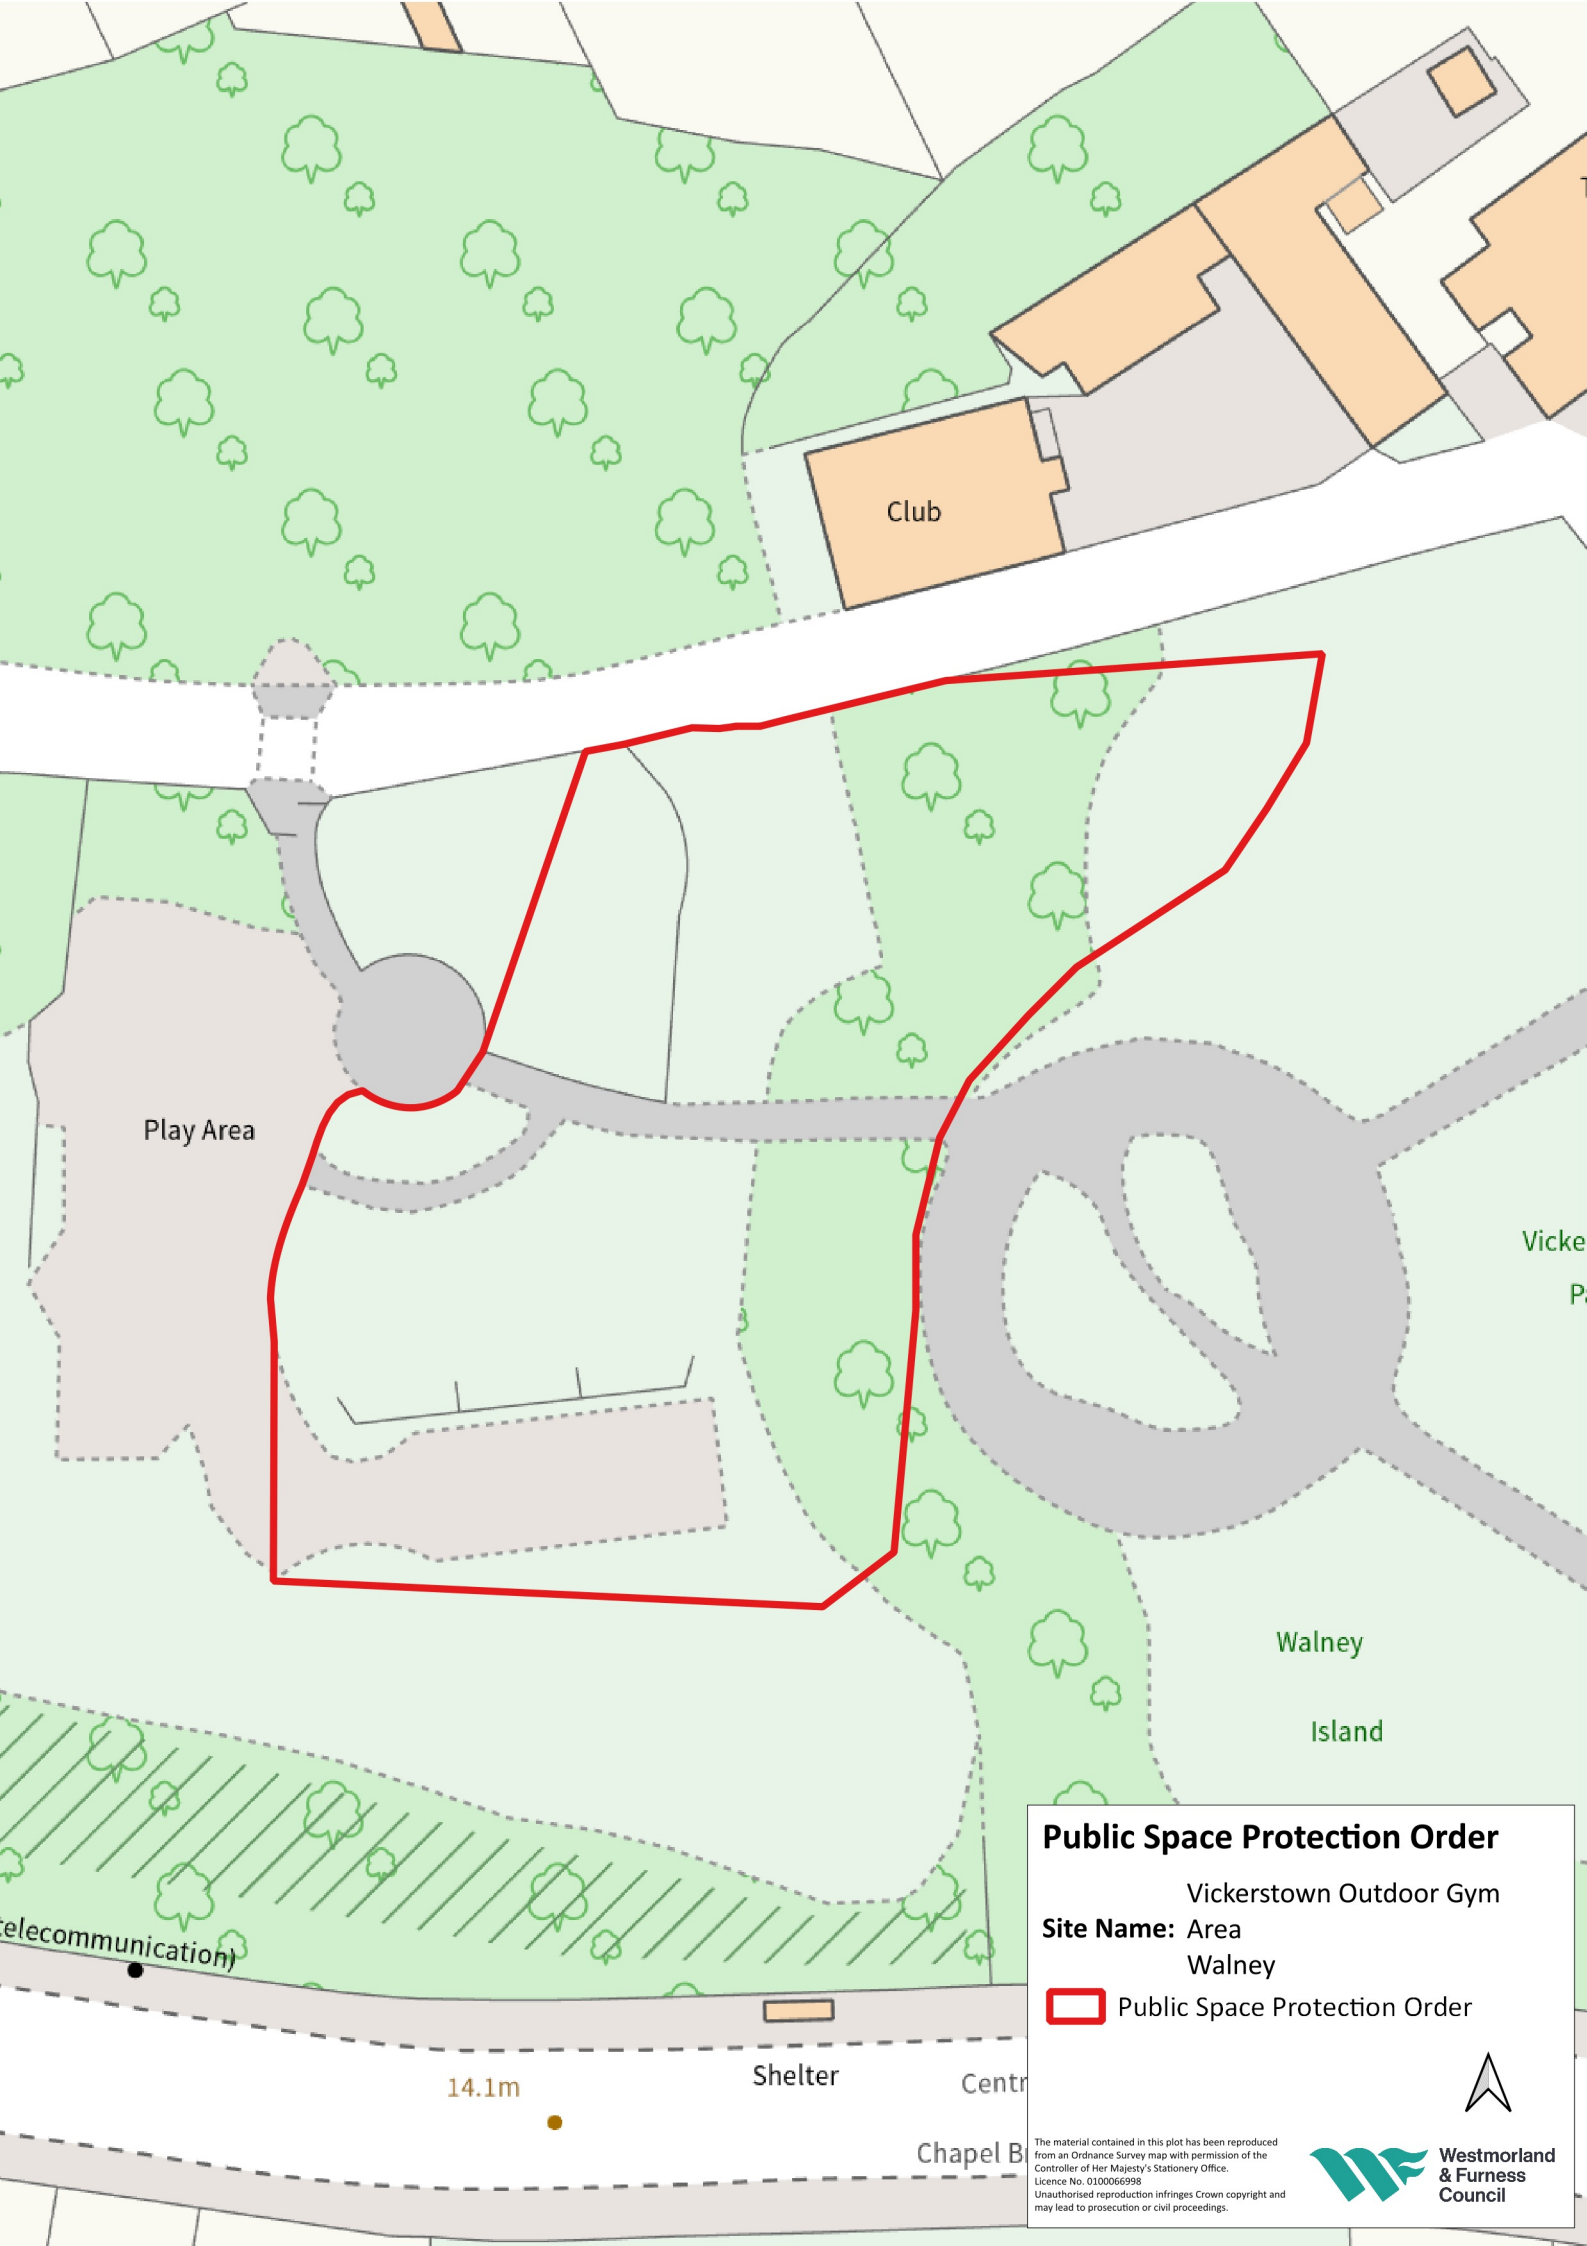 Club
Play Area
Walney
Island
telecommunication)
14.1m
Shelter
Public Space Protection Order
Site Name:
Vickerstown Outdoor Gym
Area
Walney
Public Space Protection Order
The material contained in this plot has been reproduced
from an Ordnance Survey map with permission of the
Controller of Her Majesty's Stationery Office.
Licence No. 0100066998
Unauthorised reproduction infringes Crown copyright and
may lead to prosecution or civil proceedings.
Westmorland
& Furness
Council
Vicke
Pa
Centr
Chapel B